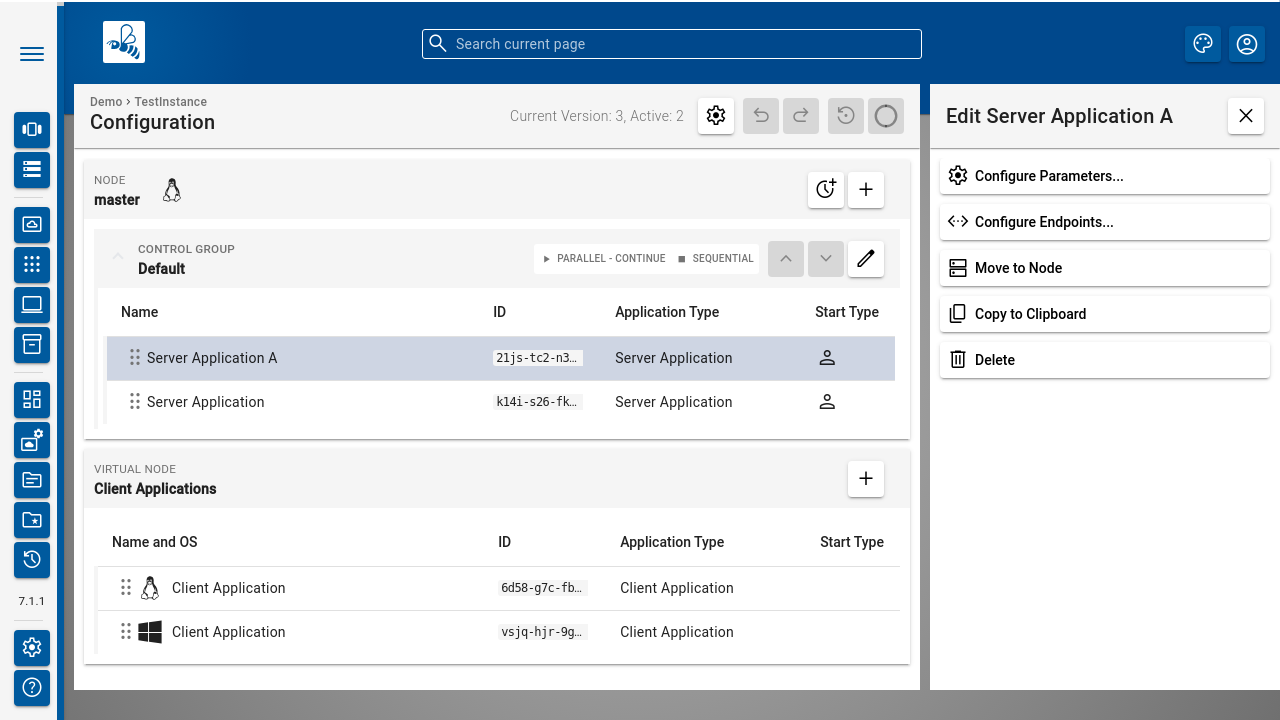 Search current page
Demo › TestInstance
Configuration
Current Version: 3, Active: 2
Edit Server Application A
NODE
master
CONTROL GROUP
Default
PARALLEL - CONTINUE
SEQUENTIAL
Name ID Application Type Start Type
Server Application A 21js-tc2-n3… Server Application
Server Application k14i-s26-fk… Server Application
VIRTUAL NODE
Client Applications
Name and OS ID Application Type Start Type
Client Application 6d58-g7c-fb… Client Application
Client Application vsjq-hjr-9g… Client Application
Configure Parameters...
Configure Endpoints...
Move to Node
Copy to Clipboard
Delete
7.1.1